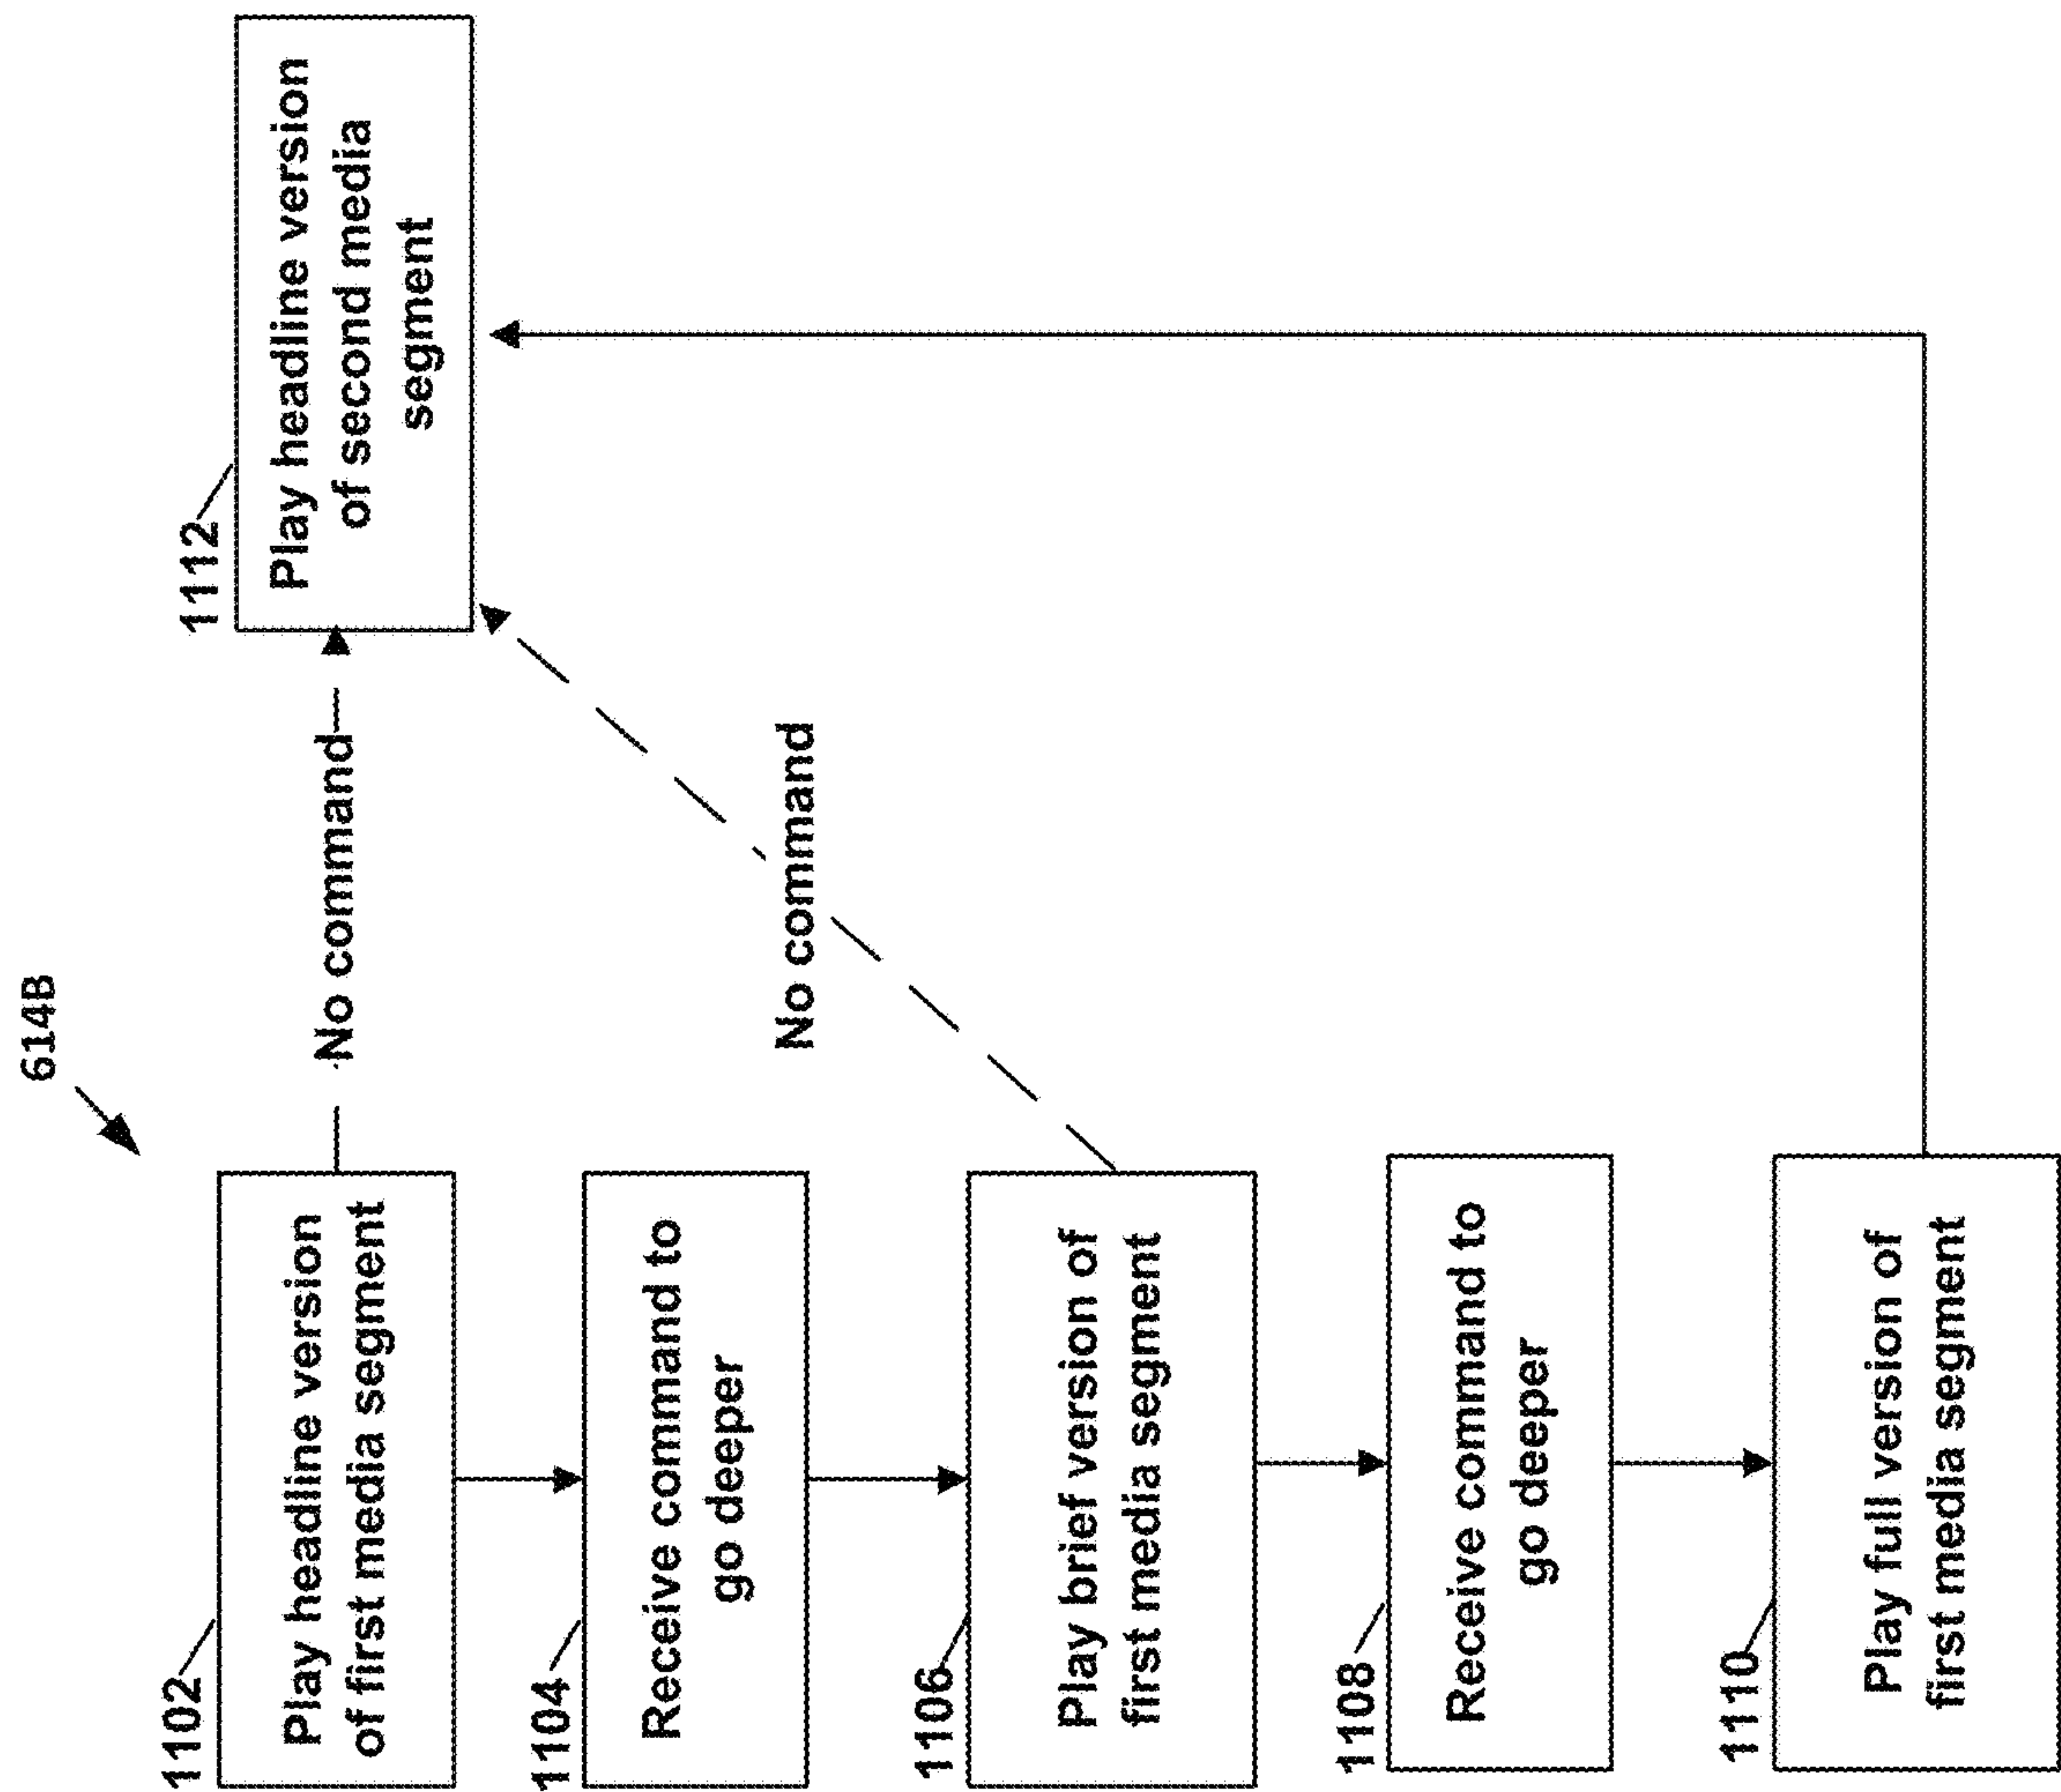 614B
1102
Play headline version
of first media segment
No command
1112
Play headline version
of second media
segment
1104
Receive command to
go deeper
No command
1106
Play brief version of
first media segment
1108
Receive command to
go deeper
1110
Play full version of
first media segment